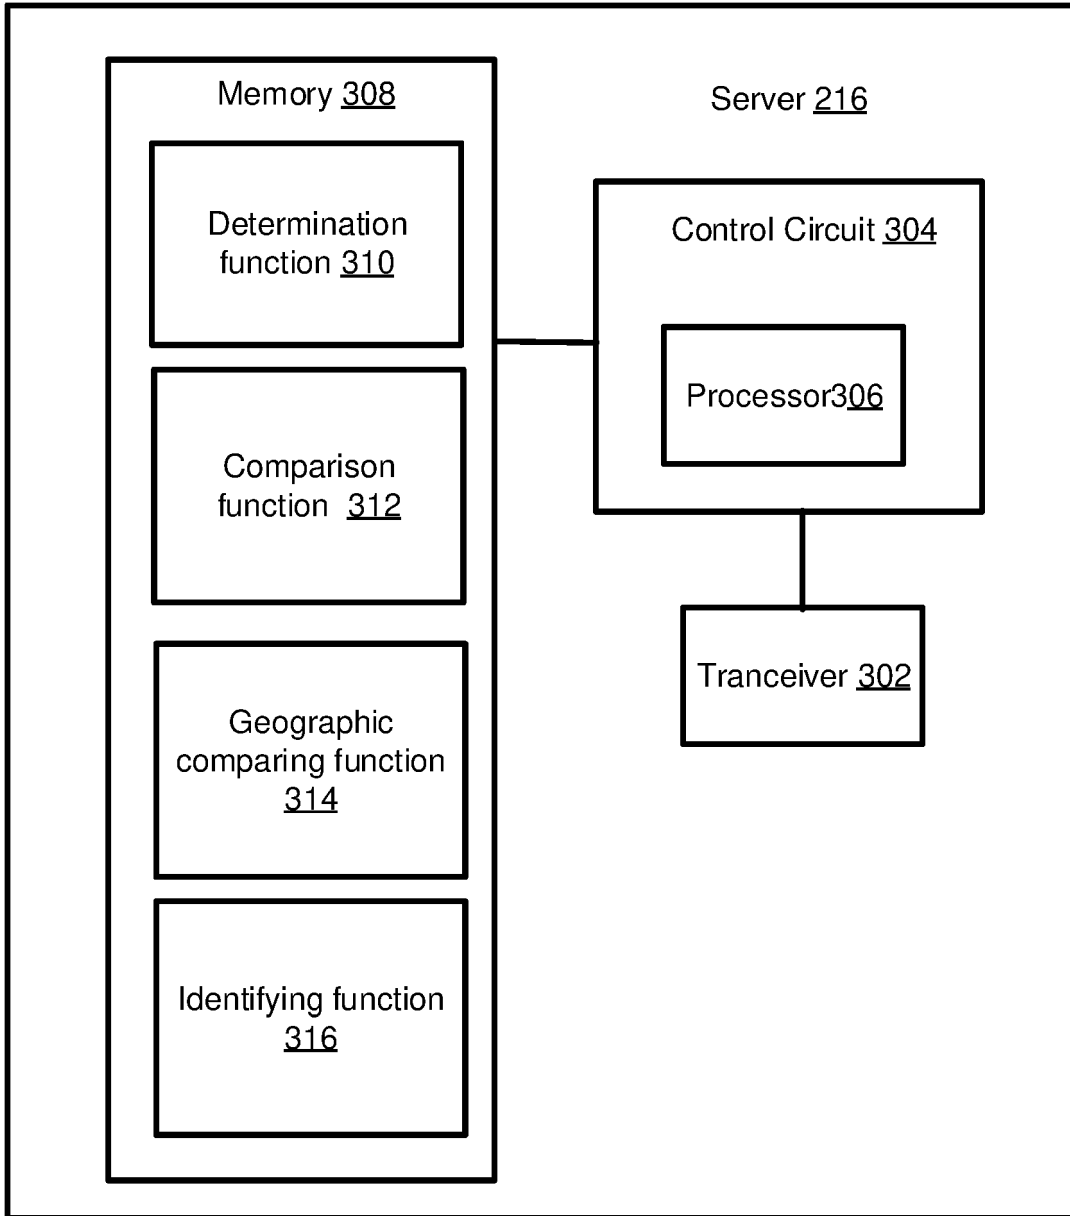 Memory 308
Server 216
Determination
function 310
Control Circuit 304
Processor306
Comparison
function 312
Tranceiver 302
Geographic
comparing function
314
Identifying function
316